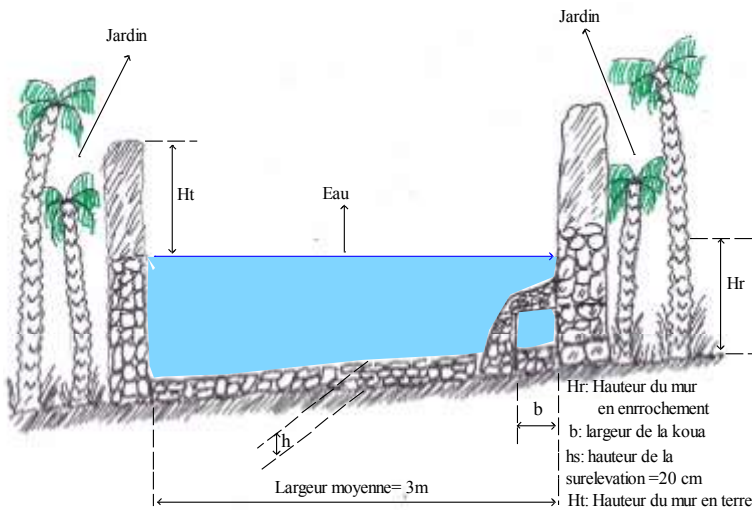 Jardin
Jardin
Ht
Eau
Hr
b
h
Largeur moyenne= 3m
Hr: Hauteur du mur
en enrrochement
b: largeur de la koua
hs: hauteur de la
surelevation =20 cm
Ht: Hauteur du mur en terre